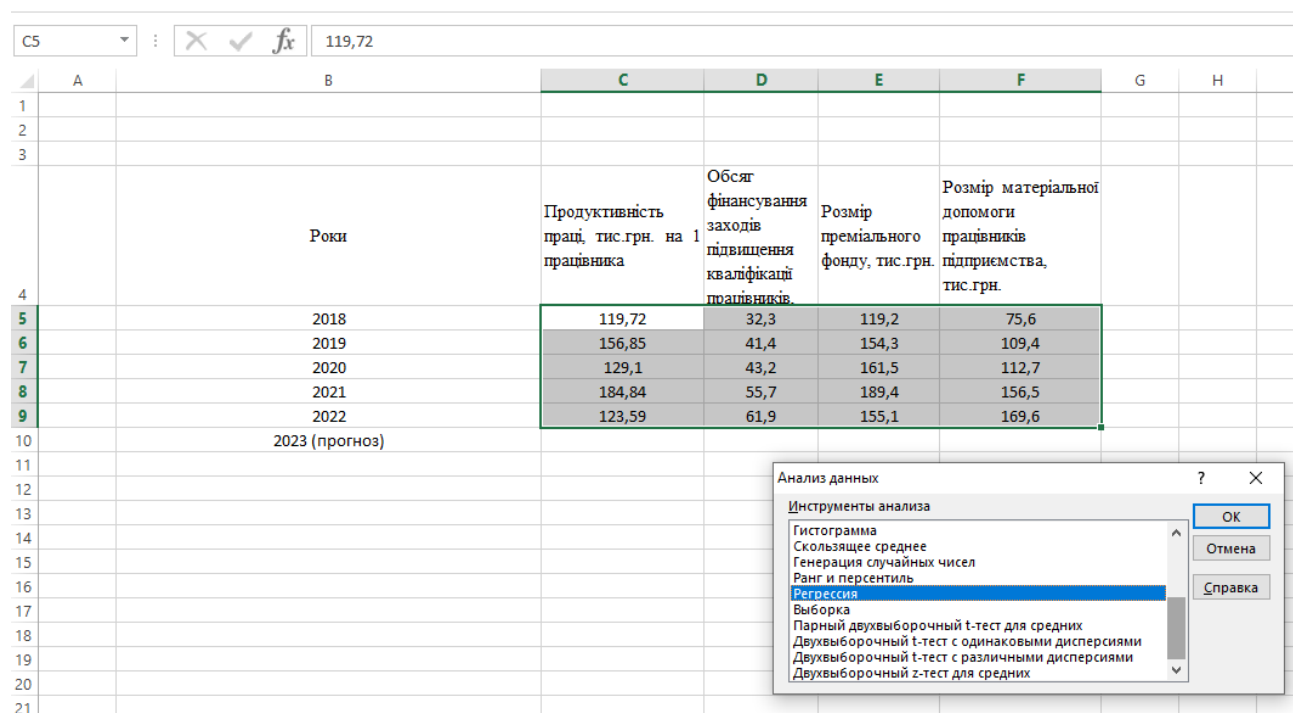 C5 fx 119,72
A B C D E F G H
1
2
3
4 Роки
Продуктивність
праці, тис.грн. на 1
працівника
Обсяг
фінансування
заходів
підвищення
кваліфікації
працівників,
Розмір
преміального
фонду, тис.грн.
Розмір матеріальної
допомоги
працівників
підприємства,
тис.грн.
5 2018 119,72 32,3 119,2 75,6
6 2019 156,85 41,4 154,3 109,4
7 2020 129,1 43,2 161,5 112,7
8 2021 184,84 55,7 189,4 156,5
9 2022 123,59 61,9 155,1 169,6
10 2023 (прогноз)
11
12
13
14
15
16
17
18
19
20
21
Анализ данных ?
Инструменты анализа
Гистограмма
Скользящее среднее
Генерация случайных чисел
Ранг и персентиль
Регрессия
Выборка
Парный двухвыборочный t-тест для средних
Двухвыборочный t-тест с одинаковыми дисперсиями
Двухвыборочный t-тест с различными дисперсиями
Двухвыборочный z-тест для средних
ОК
Отмена
Справка